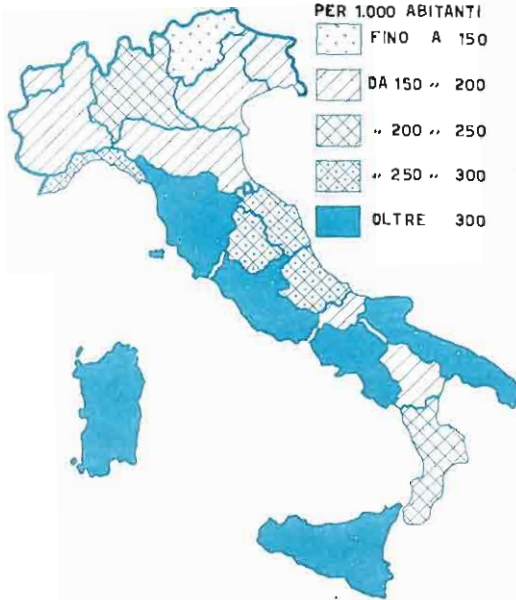 PER 1.000 ABITANTI
FINO A 150
DA 150 " 200
" 200 " 250
" 250 " 300
OLTRE 300